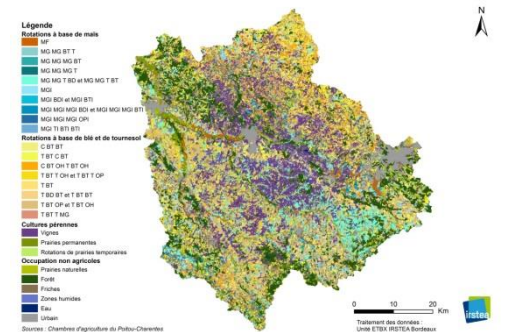 N
Légende
Rotations à base de maïs
MF
MG MG BT T
MG MG MG BT
MG MG MG T
MG MG T BD et MG MG T BT
MGI
MGI BDI et MGI BTI
MGI MGI MGI BDI et MGI MGI MGI BTI
MGI MGI MGI OPI
MGI TI BTI BTI
Rotations à base de blé et de tournesol
C BT BT
T BT C BT
C BT OH T BT OH
T BT T OH et T BT T OP
T BT
T BD BT et T BT BT
T BT OP et T BT OH
T BT T MG
Cultures pérennes
Vignes
Prairies permanentes
Rotations de prairies temporaires
Occupation non agricoles
Prairies naturelles
Forêt
Friches
Zones humides
Eau
Urbain
Sources : Chambres d'agriculture du Poitou-Charentes
0 10 20
Km
Traitement des données :
Unité ETBX IRSTEA Bordeaux
irstea